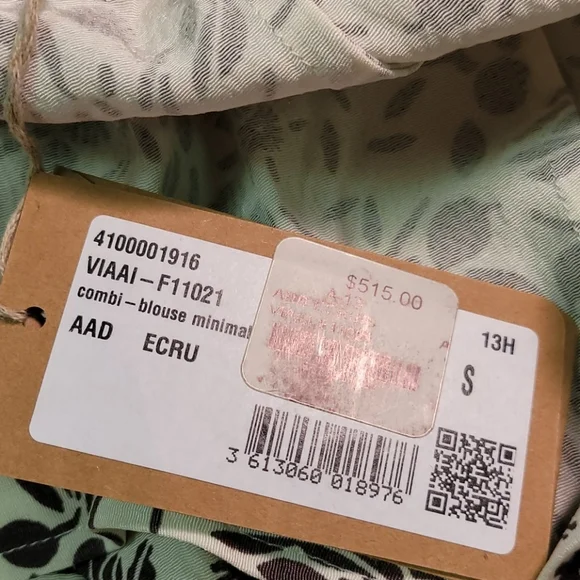 4100001916
VIAAI-F11021
combi-blouse minimal
AAD ECRU
$515.00
13H
S
3 613060 018976